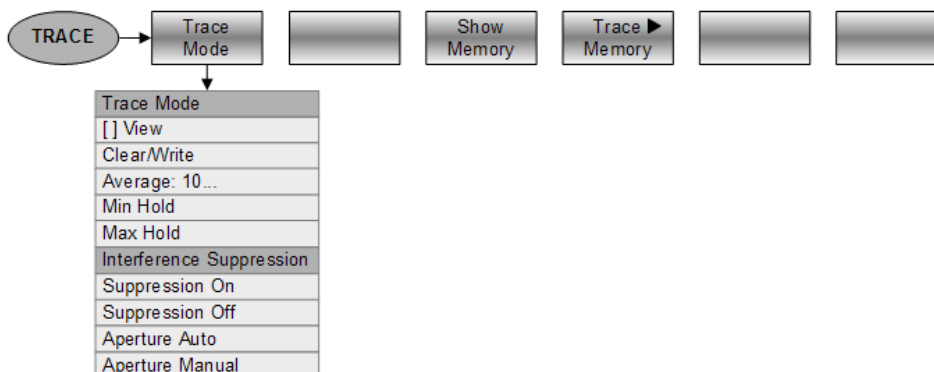 TRACE
Trace
Mode
Show
Memory
Trace ▶
Memory
Trace Mode
[ ] View
Clear/Write
Average: 10...
Min Hold
Max Hold
Interference Suppression
Suppression On
Suppression Off
Aperture Auto
Aperture Manual